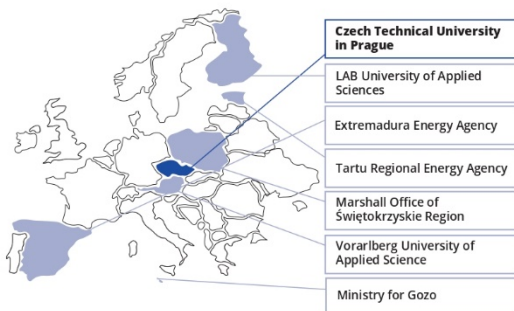 Czech Technical University
in Prague
LAB University of Applied
Sciences
Extremadura Energy Agency
Tartu Regional Energy Agency
Marshall Office of
Świętokrzyskie Region
Vorarlberg University of
Applied Science
Ministry for Gozo